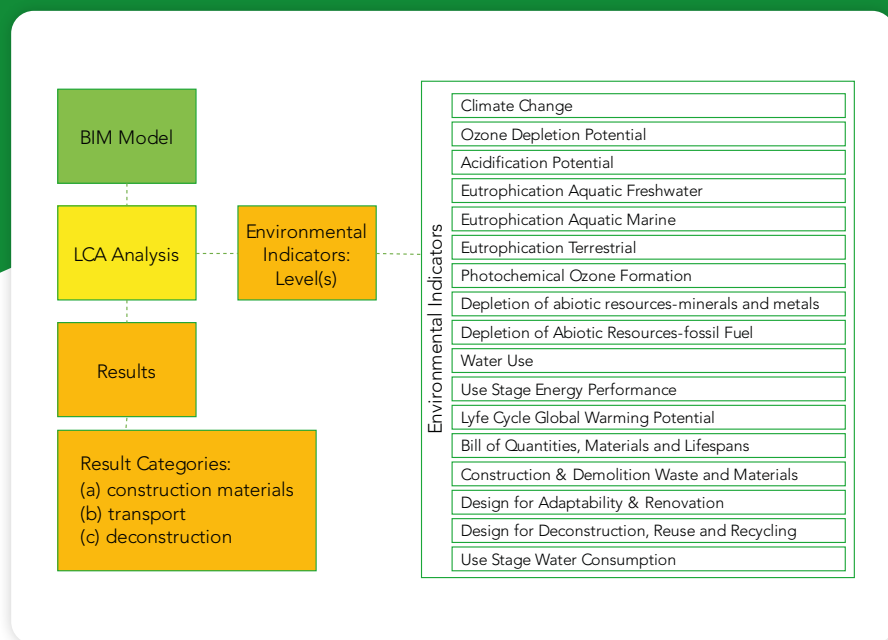 BIM Model
LCA Analysis
Environmental
Indicators:
Level(s)
Results
Result Categories:
(a) construction materials
(b) transport
(c) deconstruction
Environmental Indicators
Climate Change
Ozone Depletion Potential
Acidification Potential
Eutrophication Aquatic Freshwater
Eutrophication Aquatic Marine
Eutrophication Terrestrial
Photochemical Ozone Formation
Depletion of abiotic resources-minerals and metals
Depletion of Abiotic Resources-fossil Fuel
Water Use
Use Stage Energy Performance
Lyfe Cycle Global Warming Potential
Bill of Quantities, Materials and Lifespans
Construction & Demolition Waste and Materials
Design for Adaptability & Renovation
Design for Deconstruction, Reuse and Recycling
Use Stage Water Consumption